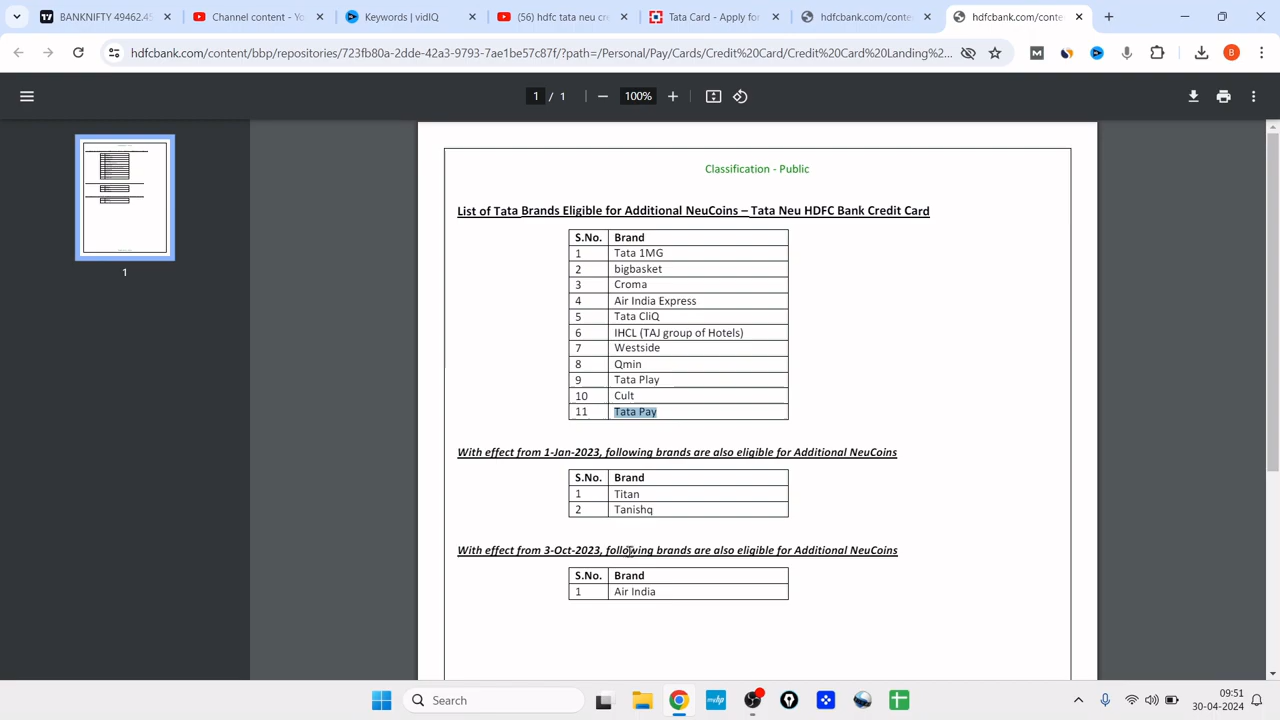 BANKNIFTY 49462.45
Channel content - Yo
Keywords | vidIQ
(56) hdfc tata neu cr
Tata Card - Apply for
hdfcbank.com/conte
hdfcbank.com/conte
hdfcbank.com/content/bbp/repositories/723fb80a-2dde-42a3-9793-7ae1be57c87f/?path=/Personal/Pay/Cards/Credit%20Card/Credit%20Card%20Landing%2...
M
B
1 / 1
100%
1
Classification - Public
List of Tata Brands Eligible for Additional NeuCoins – Tata Neu HDFC Bank Credit Card
S.No. Brand
1 Tata 1MG
2 bigbasket
3 Croma
4 Air India Express
5 Tata CliQ
6 IHCL (TAJ group of Hotels)
7 Westside
8 Qmin
9 Tata Play
10 Cult
11 Tata Pay
With effect from 1-Jan-2023, following brands are also eligible for Additional NeuCoins
S.No. Brand
1 Titan
2 Tanishq
With effect from 3-Oct-2023, following brands are also eligible for Additional NeuCoins
S.No. Brand
1 Air India
Search
09:51
30-04-2024